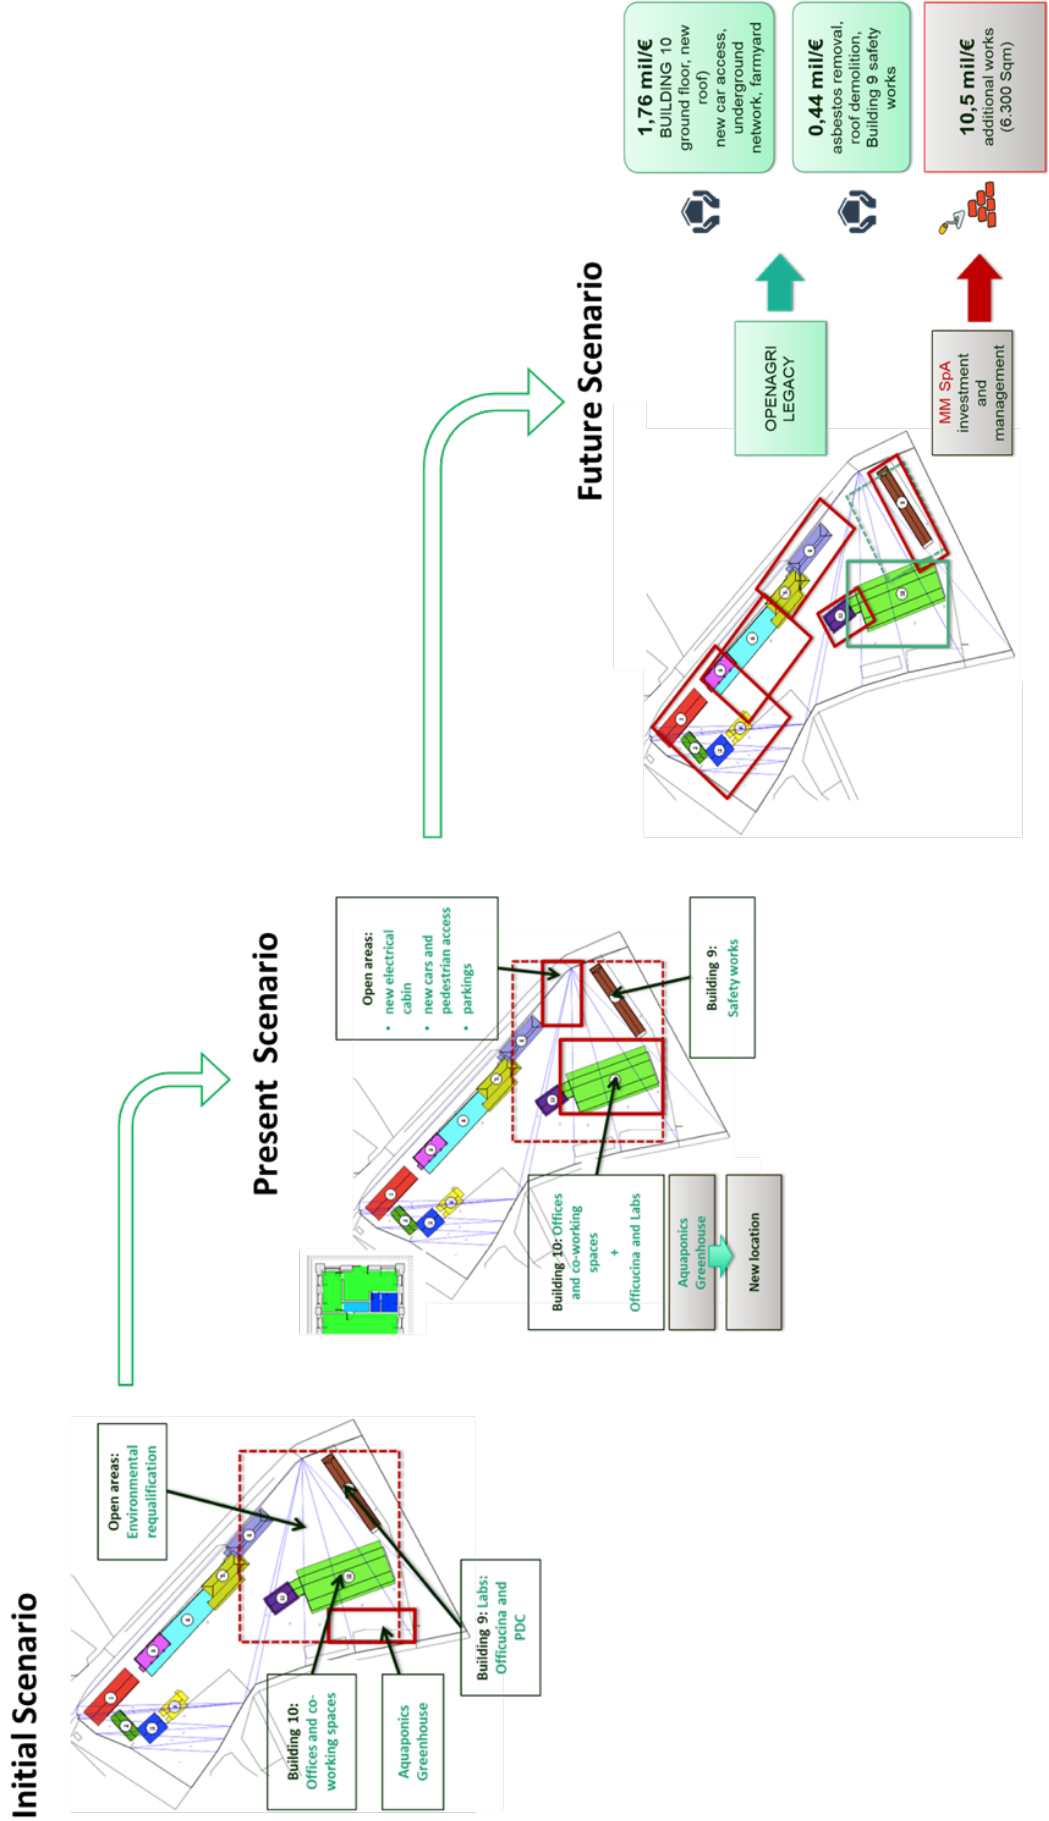 Initial Scenario
Open areas:
Environmental
requalification
Building 10:
Offices and co-
working spaces
Aquaponics
Greenhouse
Building 9: Labs:
Officucina and
PDC
Present Scenario
Open areas:
• new electrical
cabin
• new cars and
pedestrian access
• parkings
Building 10: Offices
and co-working
spaces
+
Officucina and Labs
Aquaponics
Greenhouse
New location
Building 9:
Safety works
Future Scenario
OPENAGRI
LEGACY
MM SpA
investment
and
management
1,76 mil/€
BUILDING 10
ground floor, new
roof)
new car access,
underground
network, farmyard
0,44 mil/€
asbestos removal,
roof demolition,
Building 9 safety
works
10,5 mil/€
additional works
(6.300 Sqm)